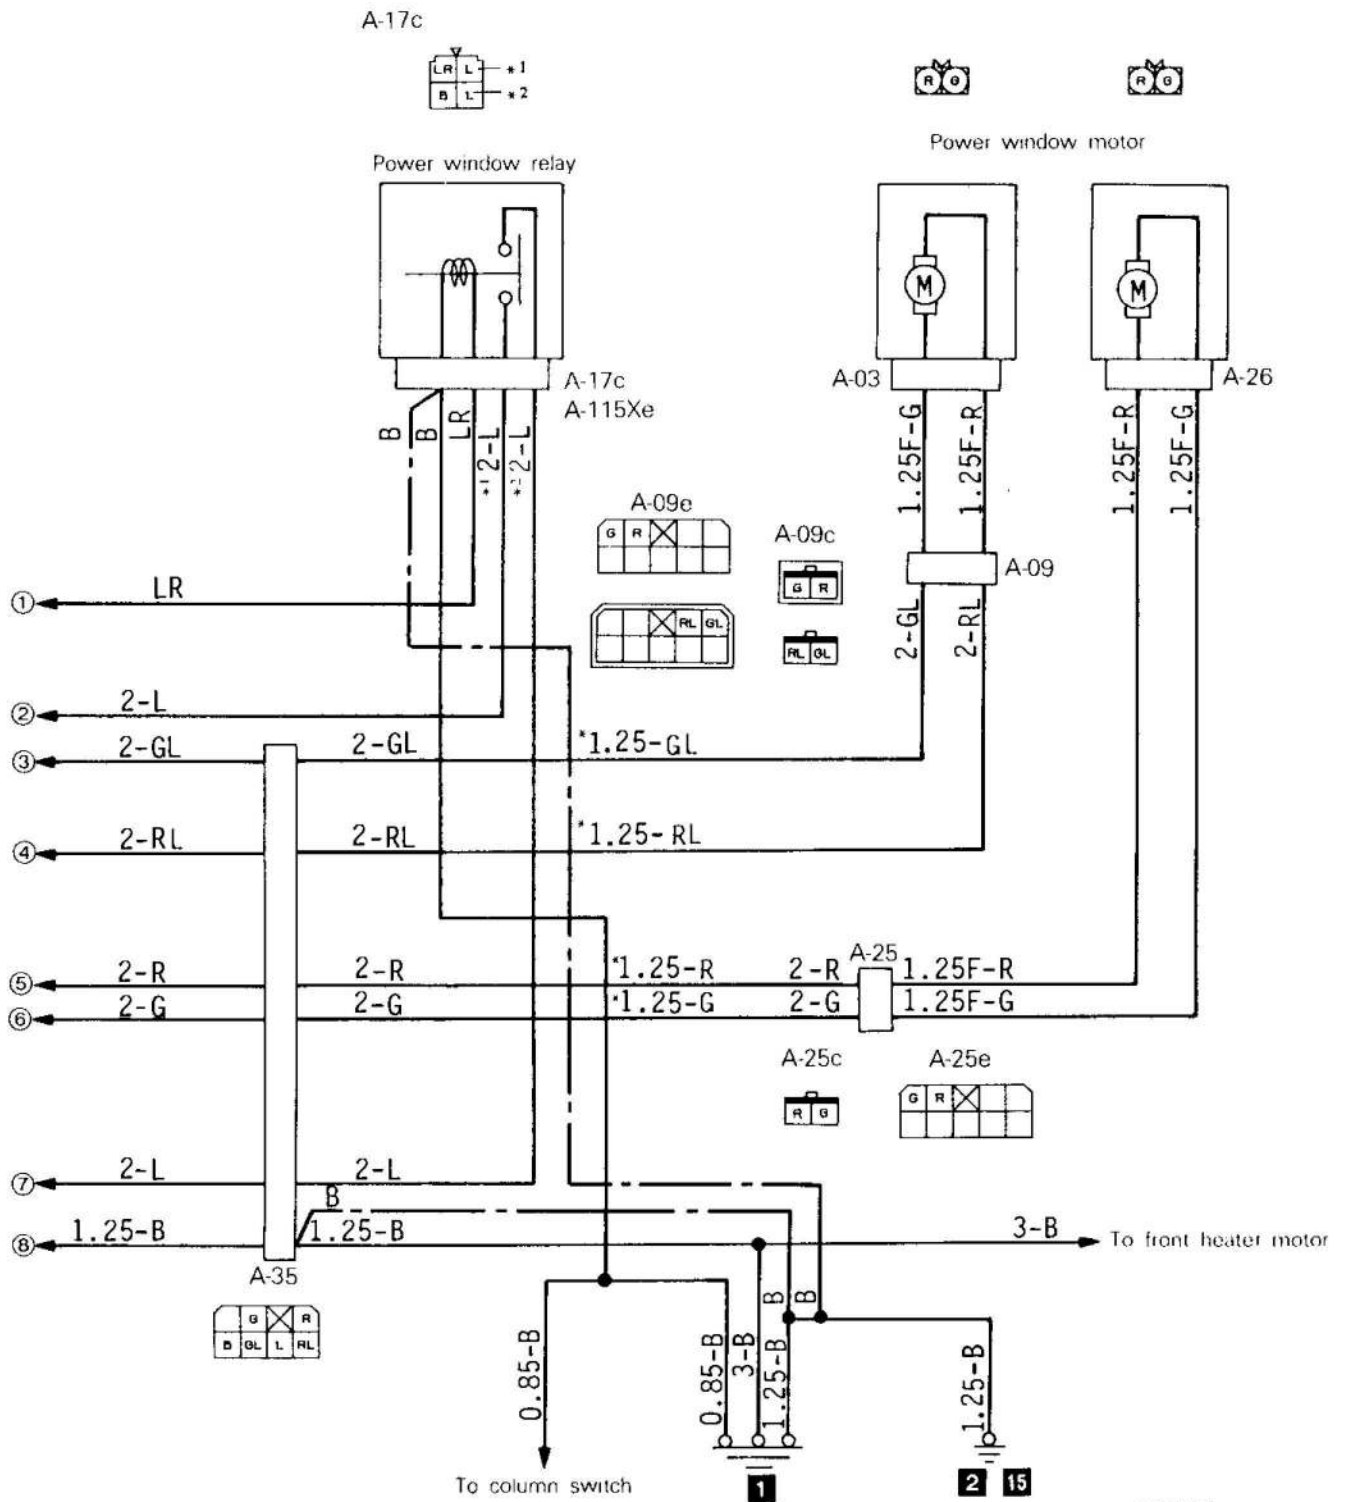 A-17c
LR L *1
B L *2
R G
R G
Power window relay
Power window motor
M
M
A-17c
A-115Xe
A-03
A-26
B
B
LR
*1 2-L
2-L
1.25F-G
1.25F-R
1.25F-R
1.25F-G
A-09e
G R
A-09c
G R
A-09
RL GL
RL GL
2-GL
2-RL
① LR
② 2-L
③ 2-GL 2-GL *1.25-GL
④ 2-RL 2-RL *1.25-RL
A-25
⑤ 2-R 2-R *1.25-R 2-R 1.25F-R
⑥ 2-G 2-G *1.25-G 2-G 1.25F-G
A-25c
A-25e
R G
G R
⑦ 2-L 2-L
B
⑧ 1.25-B 1.25-B 3-B To front heater motor
A-35
G R
B GL L RL
B
B
0.85-B
0.85-B
3-B
1.25-B
1.25-B
To column switch
1
2 15